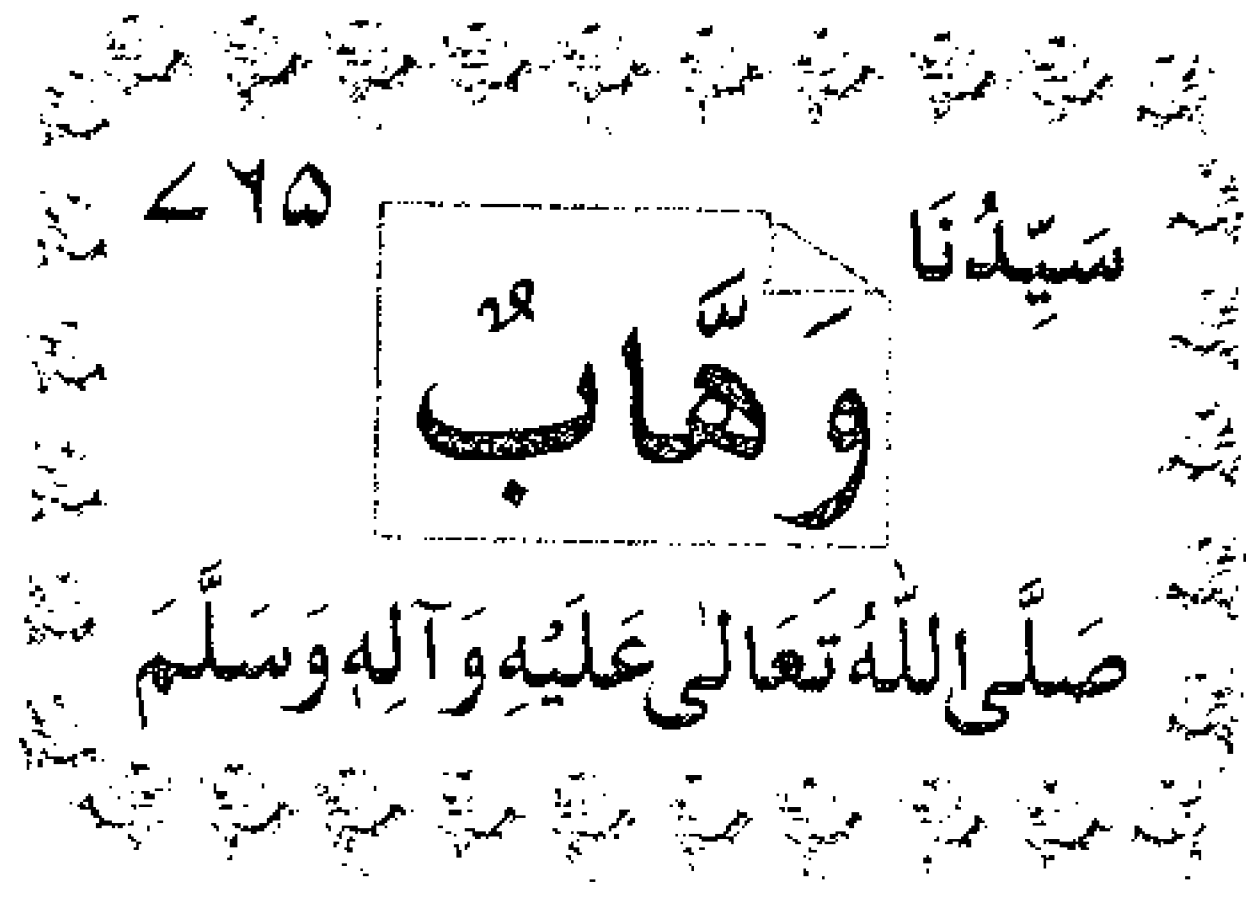 سَيِّدُنَا ۷۶۵
وَهَّابٌ
صَلَّى اللّٰهُ تَعَالٰى عَلَيْهِ وَآلِهٖ وَسَلَّمَ